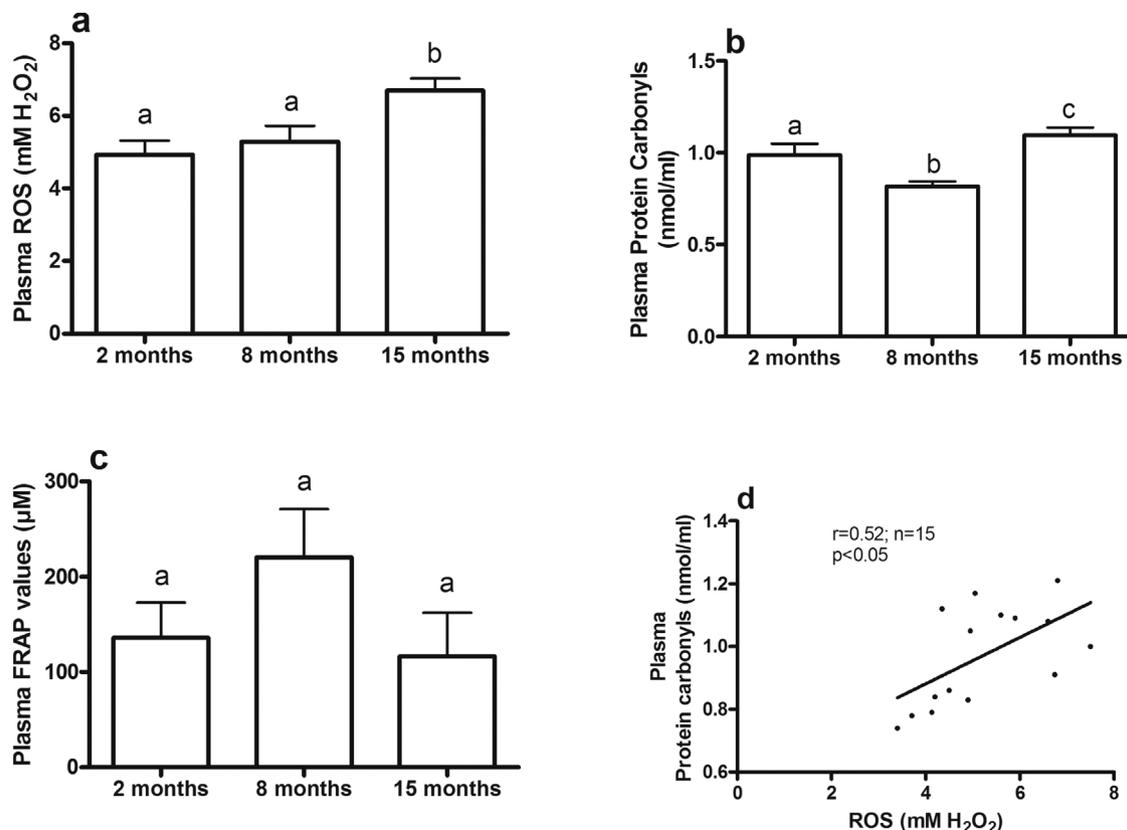 a
Plasma ROS (mM H₂O₂)
8
6
4
2
0
a
a
b
2 months
8 months
15 months
b
Plasma Protein Carbonyls
(nmol/ml)
1.5
1.0
0.5
0.0
a
b
c
2 months
8 months
15 months
c
Plasma FRAP values (µM)
300
200
100
0
a
a
a
2 months
8 months
15 months
d
Plasma
Protein carbonyls (nmol/ml)
1.4
1.2
1.0
0.8
0.6
r=0.52; n=15
p<0.05
0
2
4
6
8
ROS (mM H₂O₂)